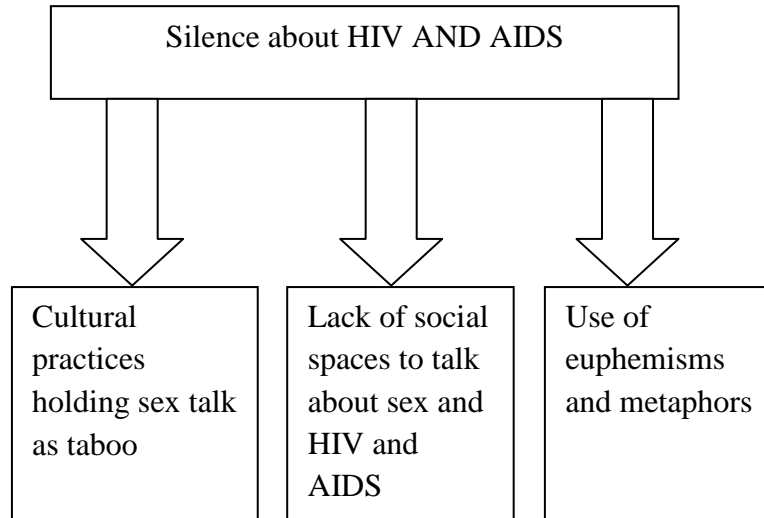 Silence about HIV AND AIDS
Cultural
practices
holding sex talk
as taboo
Lack of social
spaces to talk
about sex and
HIV and
AIDS
Use of
euphemisms
and metaphors